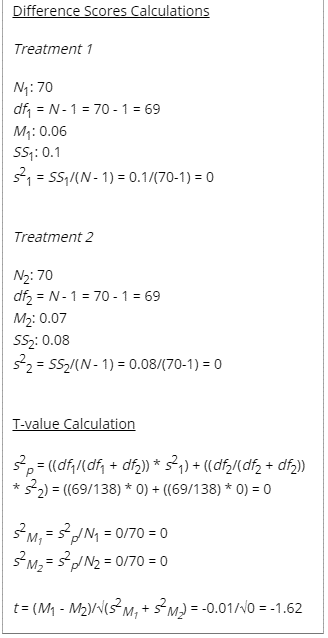 Difference Scores Calculations
Treatment 1
N₁: 70
df₁ = N - 1 = 70 - 1 = 69
M₁: 0.06
SS₁: 0.1
s²₁ = SS₁/(N - 1) = 0.1/(70-1) = 0
Treatment 2
N₂: 70
df₂ = N - 1 = 70 - 1 = 69
M₂: 0.07
SS₂: 0.08
s²₂ = SS₂/(N - 1) = 0.08/(70-1) = 0
T-value Calculation
s²ₚ = ((df₁/(df₁ + df₂)) * s²₁) + ((df₂/(df₂ + df₂))
* s²₂) = ((69/138) * 0) + ((69/138) * 0) = 0
s²M₁ = s²ₚ/N₁ = 0/70 = 0
s²M₂ = s²ₚ/N₂ = 0/70 = 0
t = (M₁ - M₂)/√(s²M₁ + s²M₂) = -0.01/√0 = -1.62